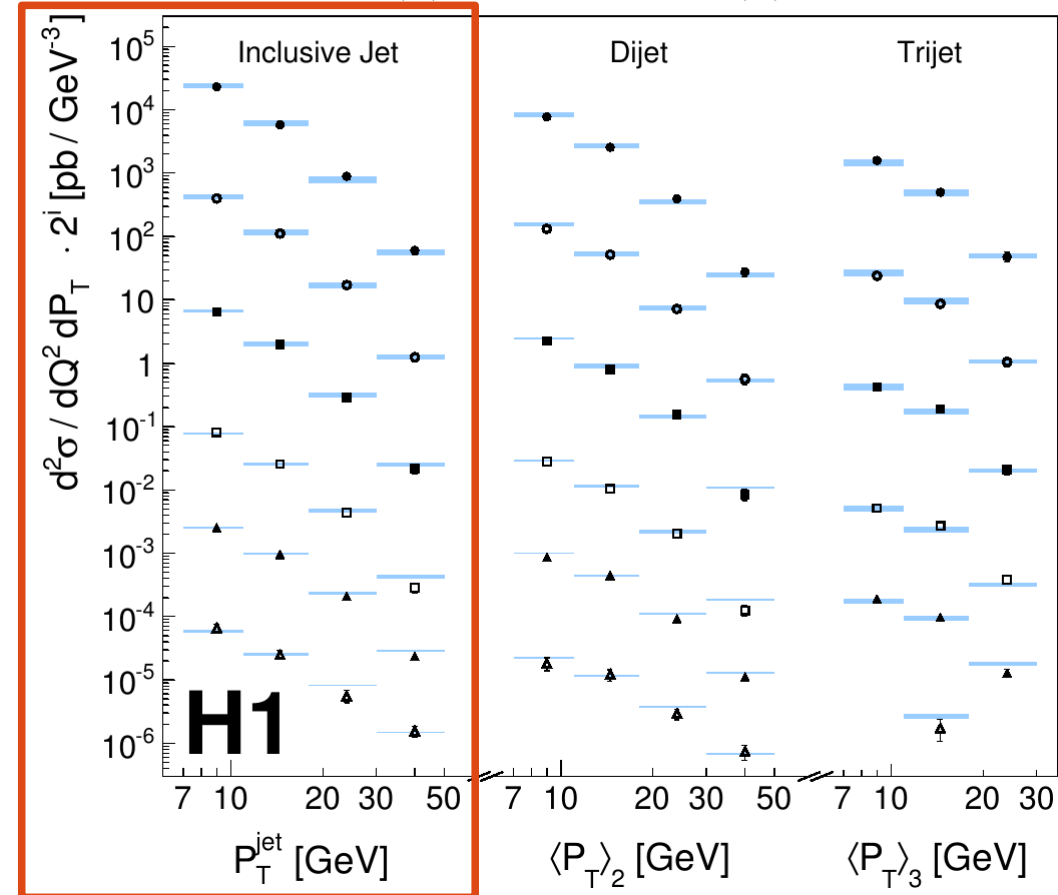 d²σ / dQ² dP_T · 2ⁱ [pb / GeV⁻³]
Inclusive Jet
Dijet
Trijet
10⁵
10⁴
10³
10²
10
1
10⁻¹
10⁻²
10⁻³
10⁻⁴
10⁻⁵
10⁻⁶
H1
7 10 20 30 50
7 10 20 30 50
7 10 20 30
P_T^jet [GeV]
⟨P_T⟩₂ [GeV]
⟨P_T⟩₃ [GeV]